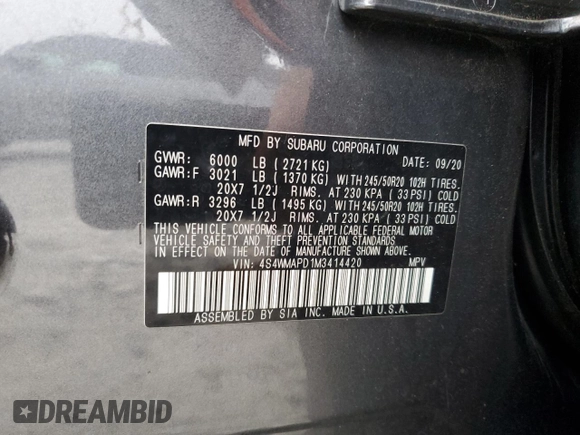 MFD BY SUBARU CORPORATION
GVWR: 6000 LB ( 2721 KG) DATE: 09/20
GAWR:F 3021 LB ( 1370 KG) WITH 245/50R20 102H TIRES.
20X7 1/2J RIMS. AT 230 KPA ( 33 PSI) COLD
GAWR:R 3296 LB ( 1495 KG) WITH 245/50R20 102H TIRES.
20X7 1/2J RIMS. AT 230 KPA ( 33 PSI) COLD
THIS VEHICLE CONFORMS TO ALL APPLICABLE FEDERAL MOTOR
VEHICLE SAFETY AND THEFT PREVENTION STANDARDS
IN EFFECT ON THE DATE OF MANUFACTURE SHOWN ABOVE.
VIN: 4S4WMAPD1M3414420 MPV
ASSEMBLED BY SIA INC. MADE IN U.S.A.
DREAMBID